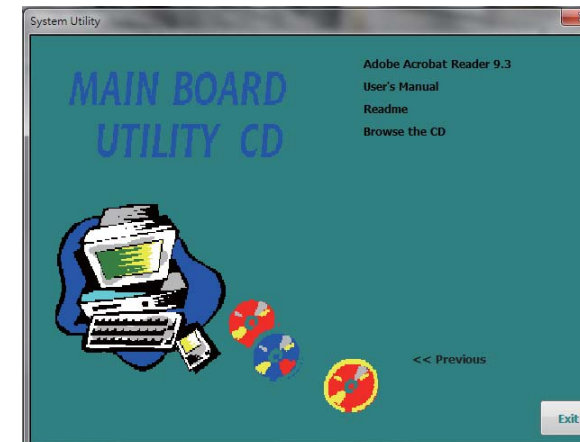 System Utility
MAIN BOARD
UTILITY CD
Adobe Acrobat Reader 9.3
User's Manual
Readme
Browse the CD
<< Previous
Exit